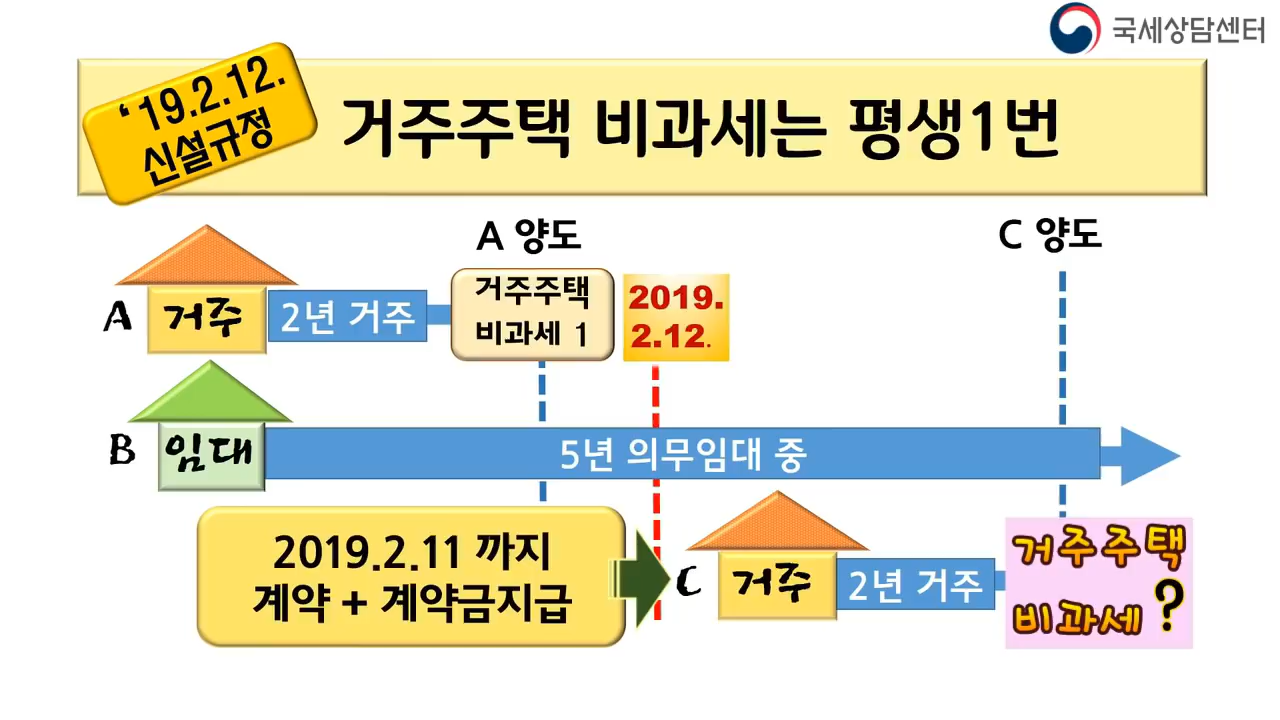 국세상담센터
‘19.2.12.
신설규정
거주주택 비과세는 평생1번
A 양도
C 양도
A
거주
2년 거주
거주주택
비과세 1
2019.
2.12.
B
임대
5년 의무임대 중
2019.2.11 까지
계약 + 계약금지급
C
거주
2년 거주
거주주택
비과세?